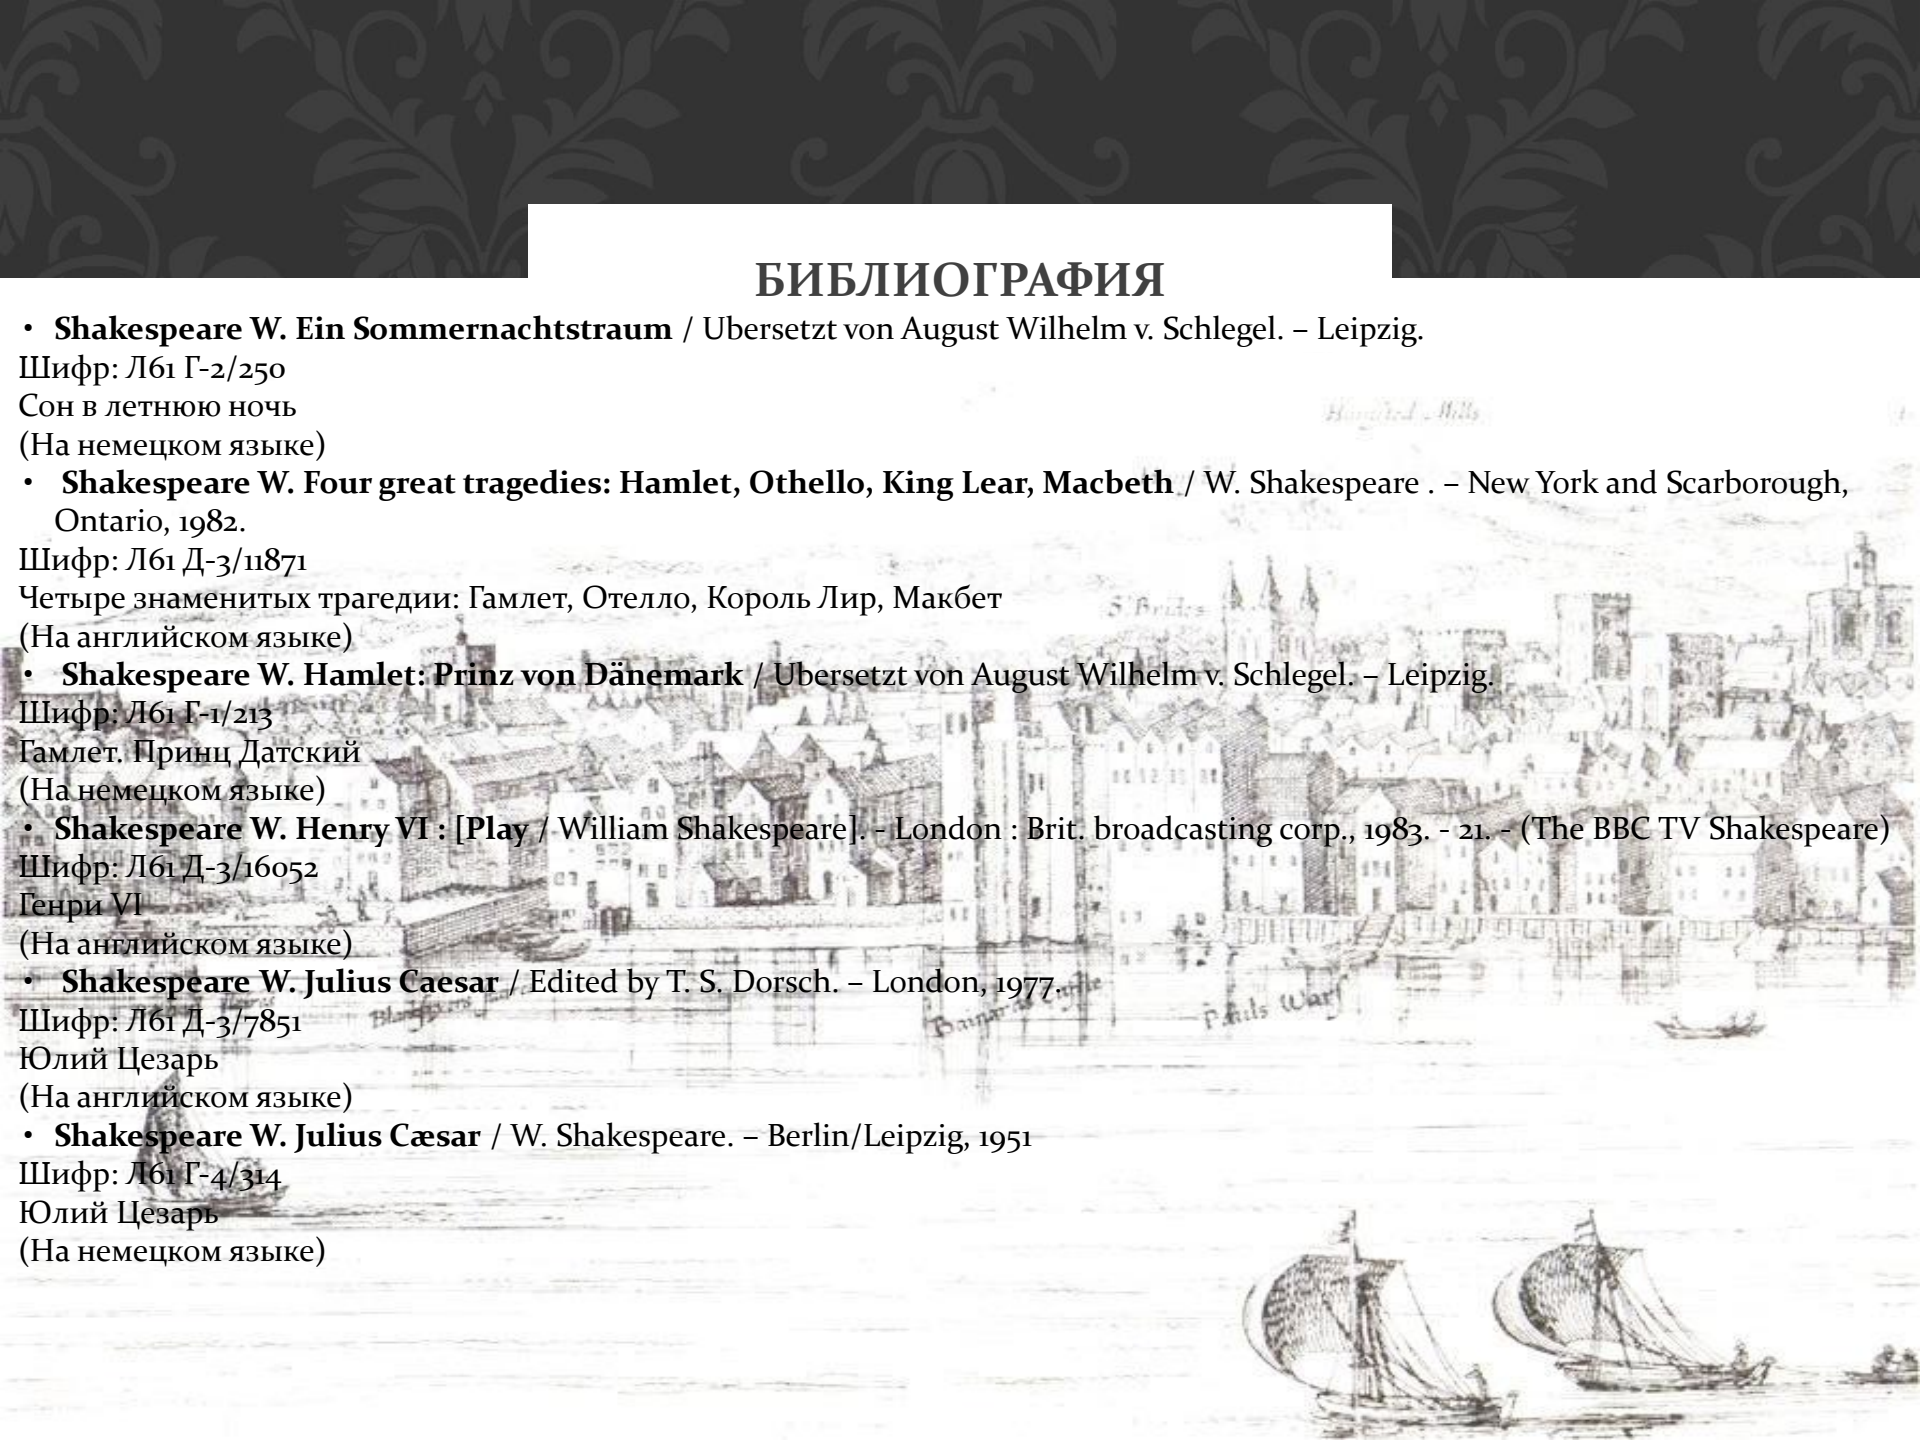 БИБЛИОГРАФИЯ
• Shakespeare W. Ein Sommernachtstraum / Ubersetzt von August Wilhelm v. Schlegel. – Leipzig.
Шифр: Л61 Г-2/250
Сон в летнюю ночь
(На немецком языке)
• Shakespeare W. Four great tragedies: Hamlet, Othello, King Lear, Macbeth / W. Shakespeare . – New York and Scarborough,
Ontario, 1982.
Шифр: Л61 Д-3/11871
Четыре знаменитых трагедии: Гамлет, Отелло, Король Лир, Макбет
(На английском языке)
S. Brides
• Shakespeare W. Hamlet: Prinz von Dänemark / Ubersetzt von August Wilhelm v. Schlegel. – Leipzig.
Шифр: Л61 Г-1/213
Гамлет. Принц Датский
(На немецком языке)
• Shakespeare W. Henry VI : [Play / William Shakespeare]. - London : Brit. broadcasting corp., 1983. - 21. - (The BBC TV Shakespeare)
Шифр: Л61 Д-3/16052
Генри VI
(На английском языке)
• Shakespeare W. Julius Caesar / Edited by T. S. Dorsch. – London, 1977.
Шифр: Л61 Д-3/7851
Pauls Warf
Юлий Цезарь
(На английском языке)
• Shakespeare W. Julius Cæsar / W. Shakespeare. – Berlin/Leipzig, 1951
Шифр: Л61 Г-4/314
Юлий Цезарь
(На немецком языке)